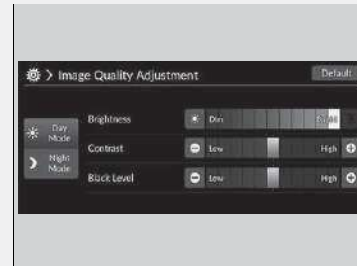 > Image Quality Adjustment
Default
Day
Mode
Night
Mode
Brightness
Dim
Contrast
Low
High
Black Level
Low
High